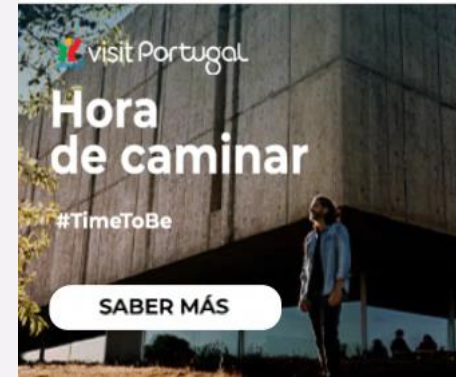 visit Portugal
Hora
de caminar
#TimeToBe
SABER MÁS